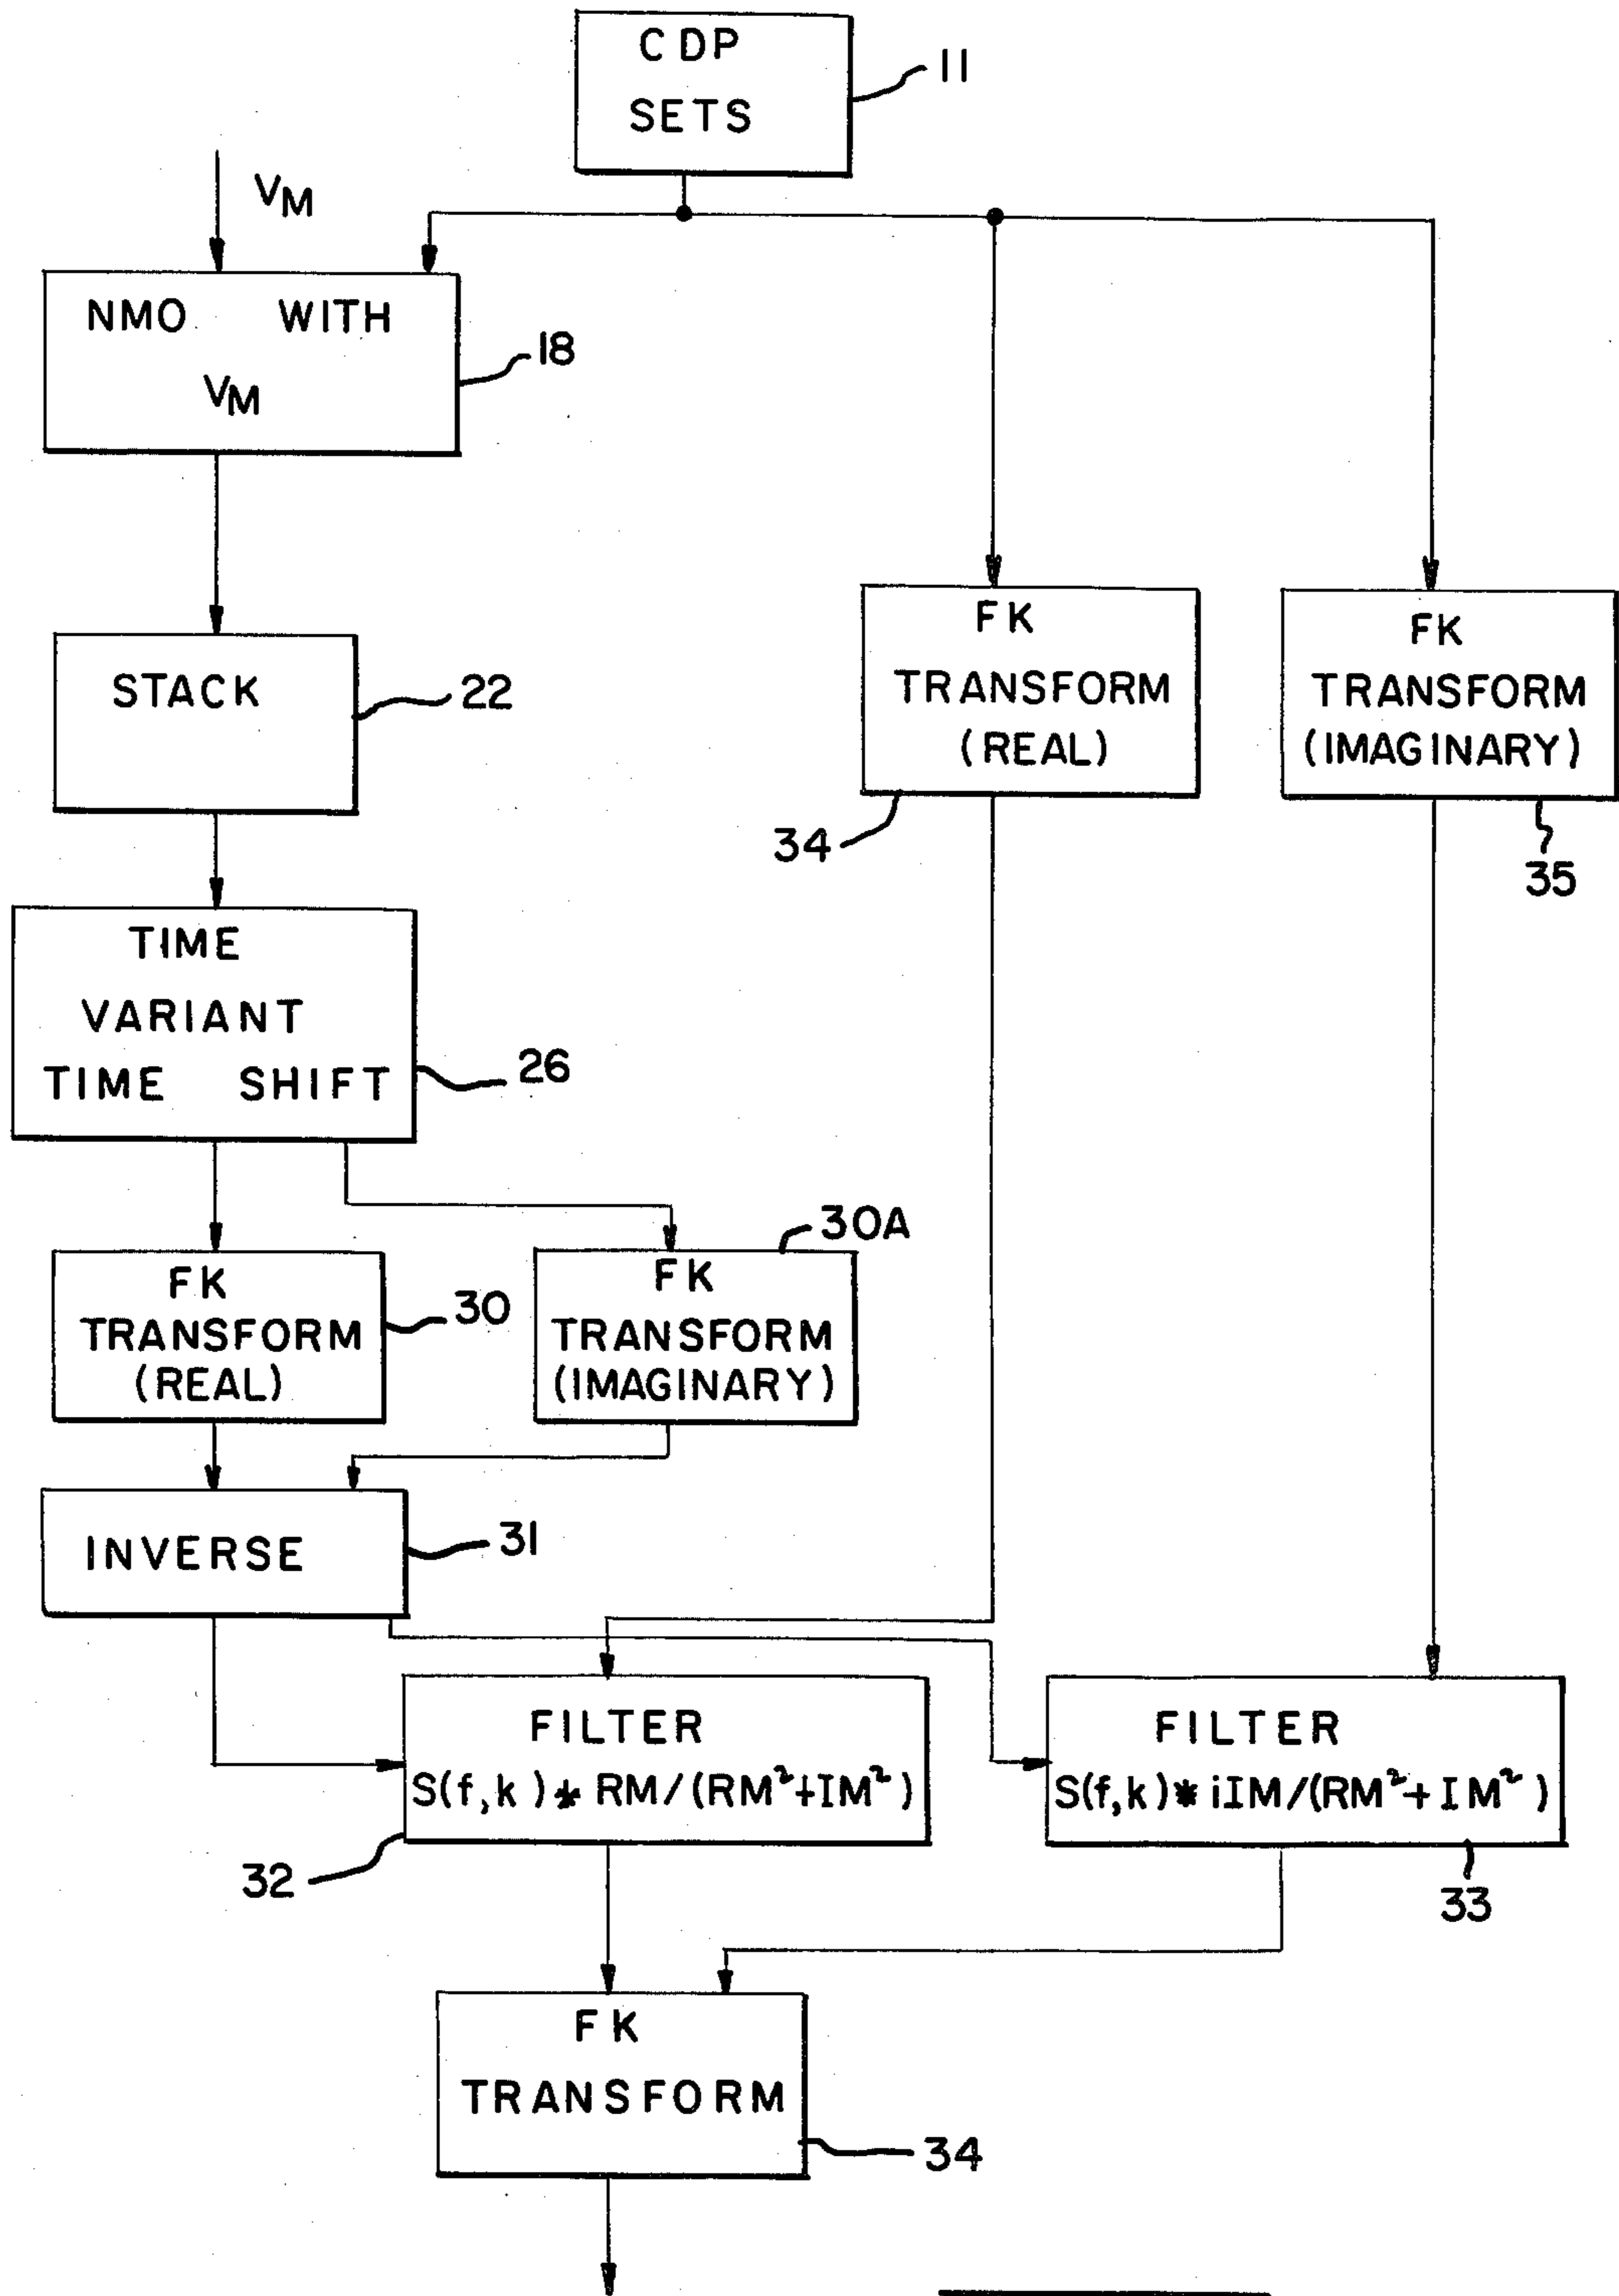 CDP
SETS
11
VM
NMO WITH
VM
18
STACK
22
FK
TRANSFORM
(REAL)
34
FK
TRANSFORM
(IMAGINARY)
35
TIME
VARIANT
TIME SHIFT
26
FK
TRANSFORM
(REAL)
30
30A
FK
TRANSFORM
(IMAGINARY)
INVERSE
31
FILTER
S(f,k)* RM/(RM²+IM²)
32
FILTER
S(f,k)* iIM/(RM²+IM²)
33
FK
TRANSFORM
34